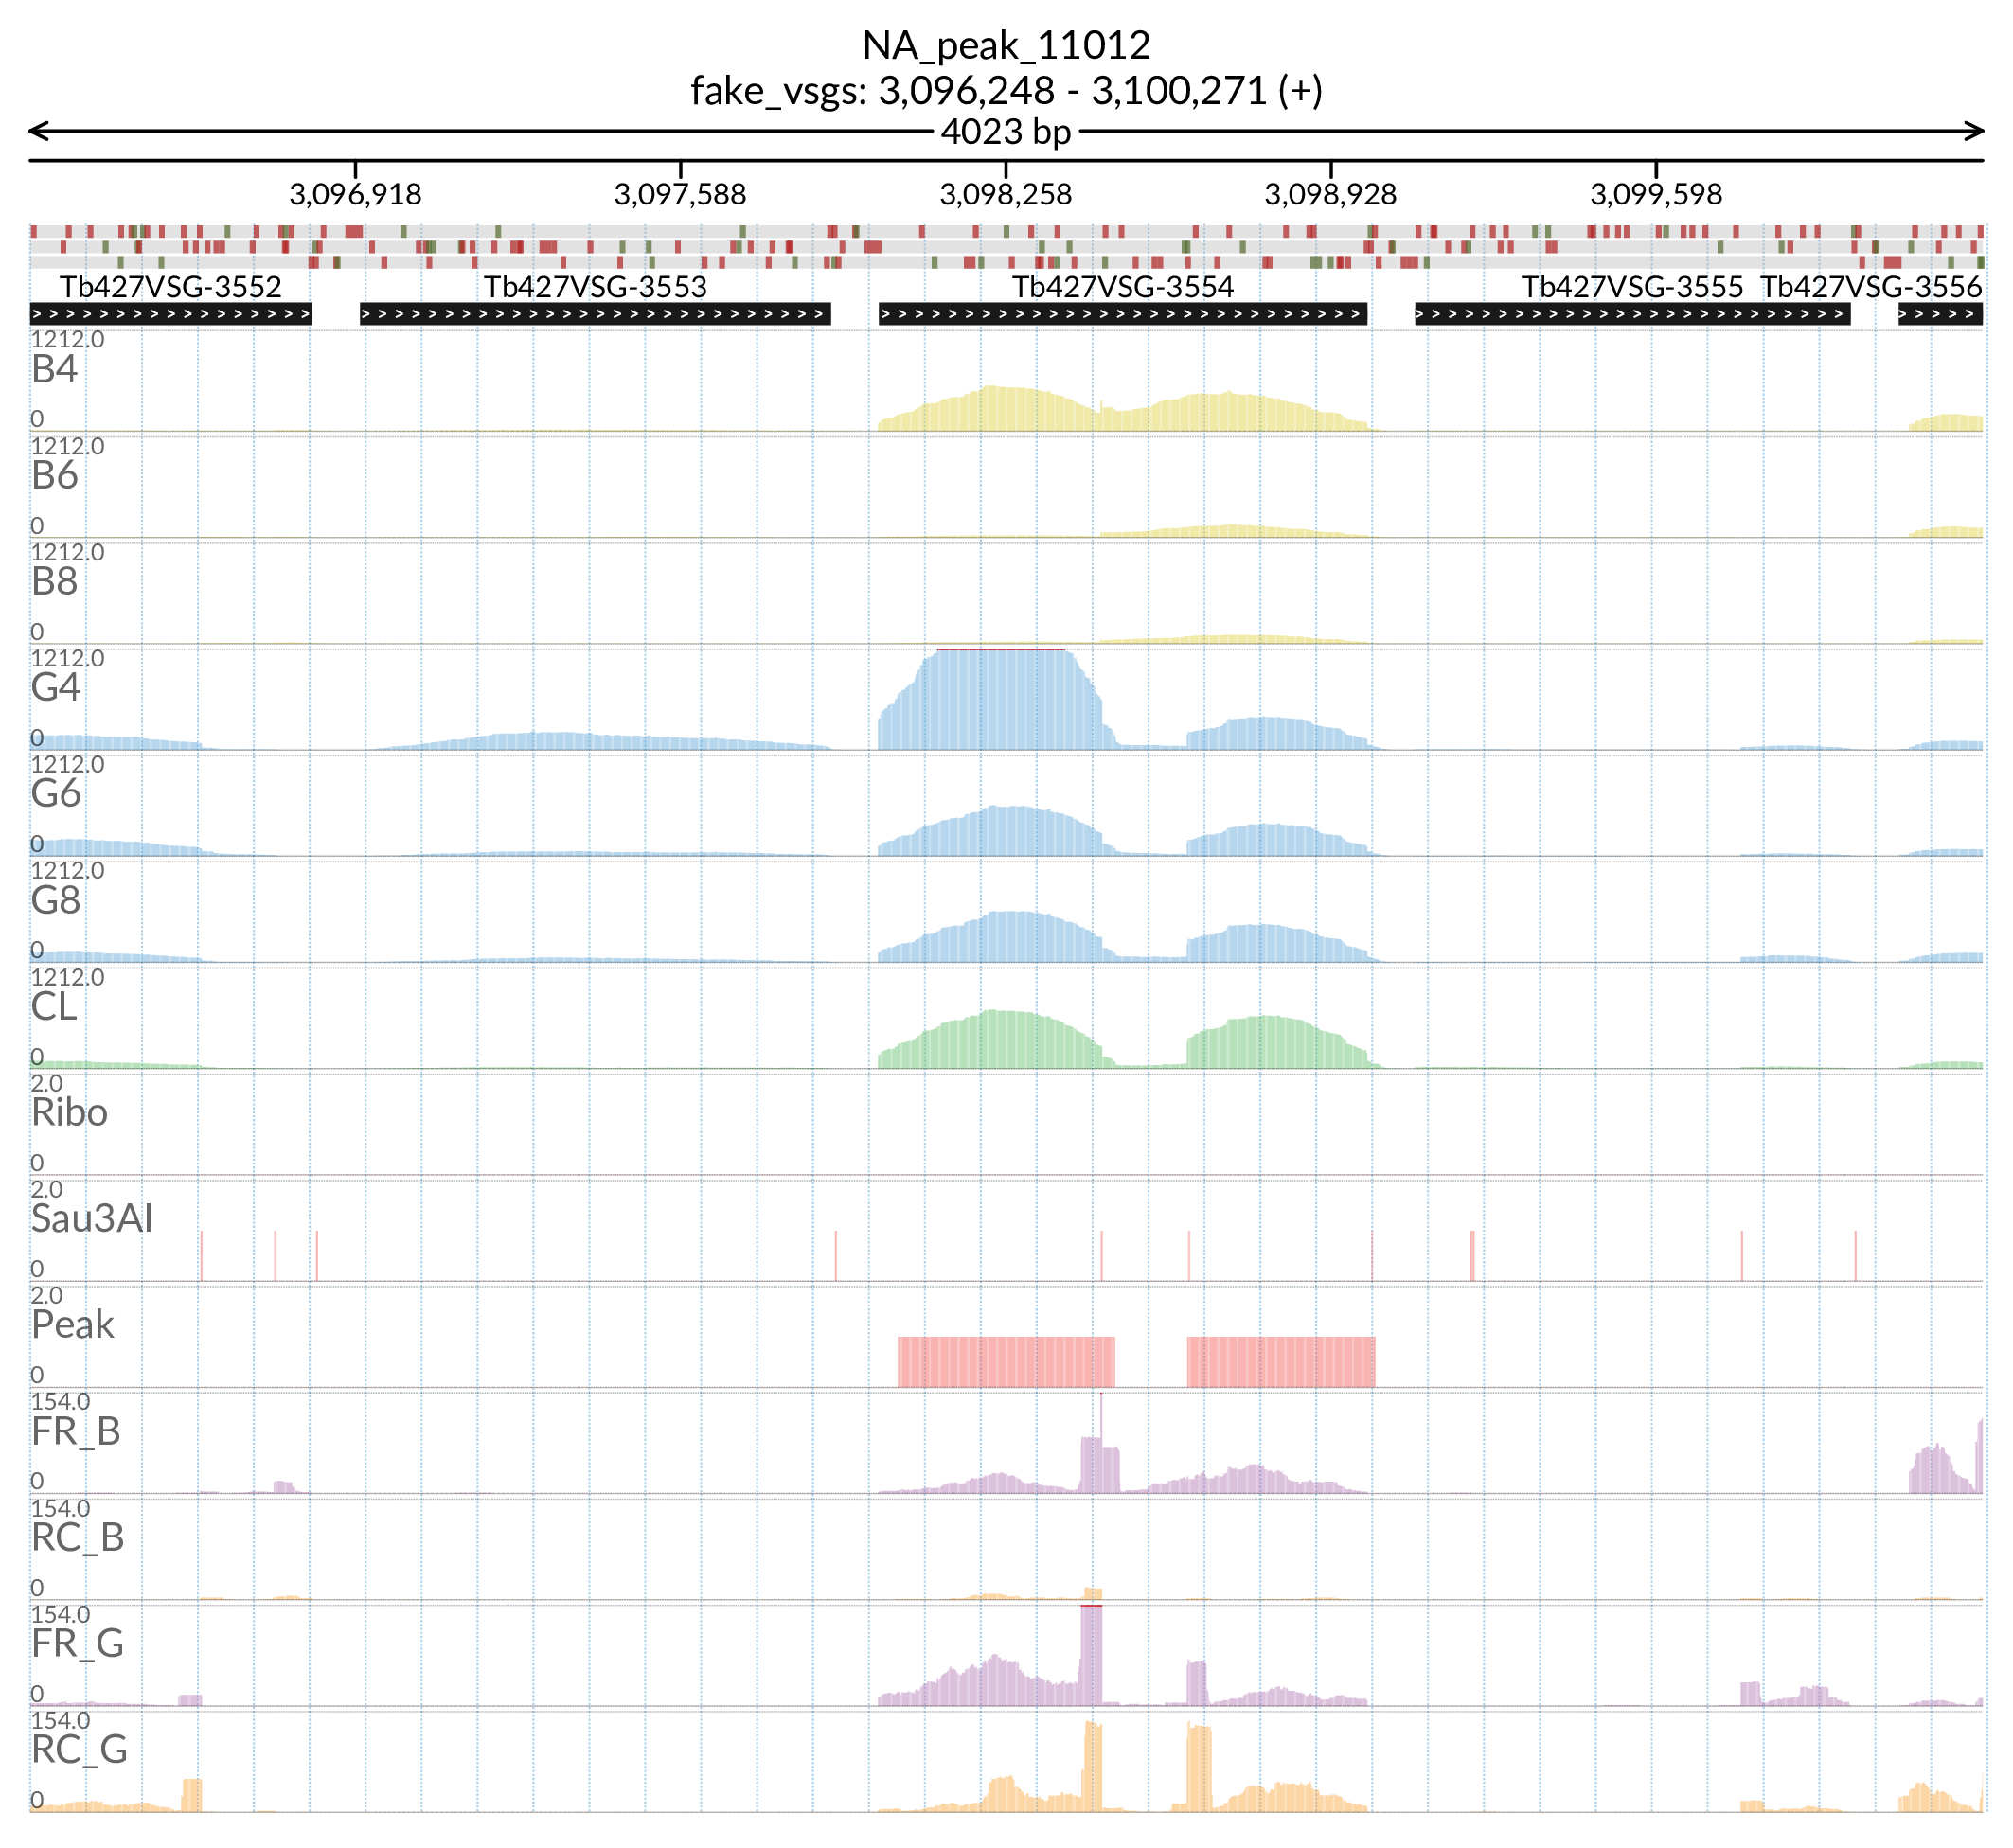 NA_peak_11012
fake_vsgs: 3,096,248 - 3,100,271 (+)
4023 bp
3,096,918 3,097,588 3,098,258 3,098,928 3,099,598
Tb427VSG-3552 Tb427VSG-3553 Tb427VSG-3554 Tb427VSG-3555 Tb427VSG-3556
1212.0
B4
0
1212.0
B6
0
1212.0
B8
0
1212.0
G4
0
1212.0
G6
0
1212.0
G8
0
1212.0
CL
0
2.0
Ribo
0
2.0
Sau3AI
0
2.0
Peak
0
154.0
FR_B
0
154.0
RC_B
0
154.0
FR_G
0
154.0
RC_G
0